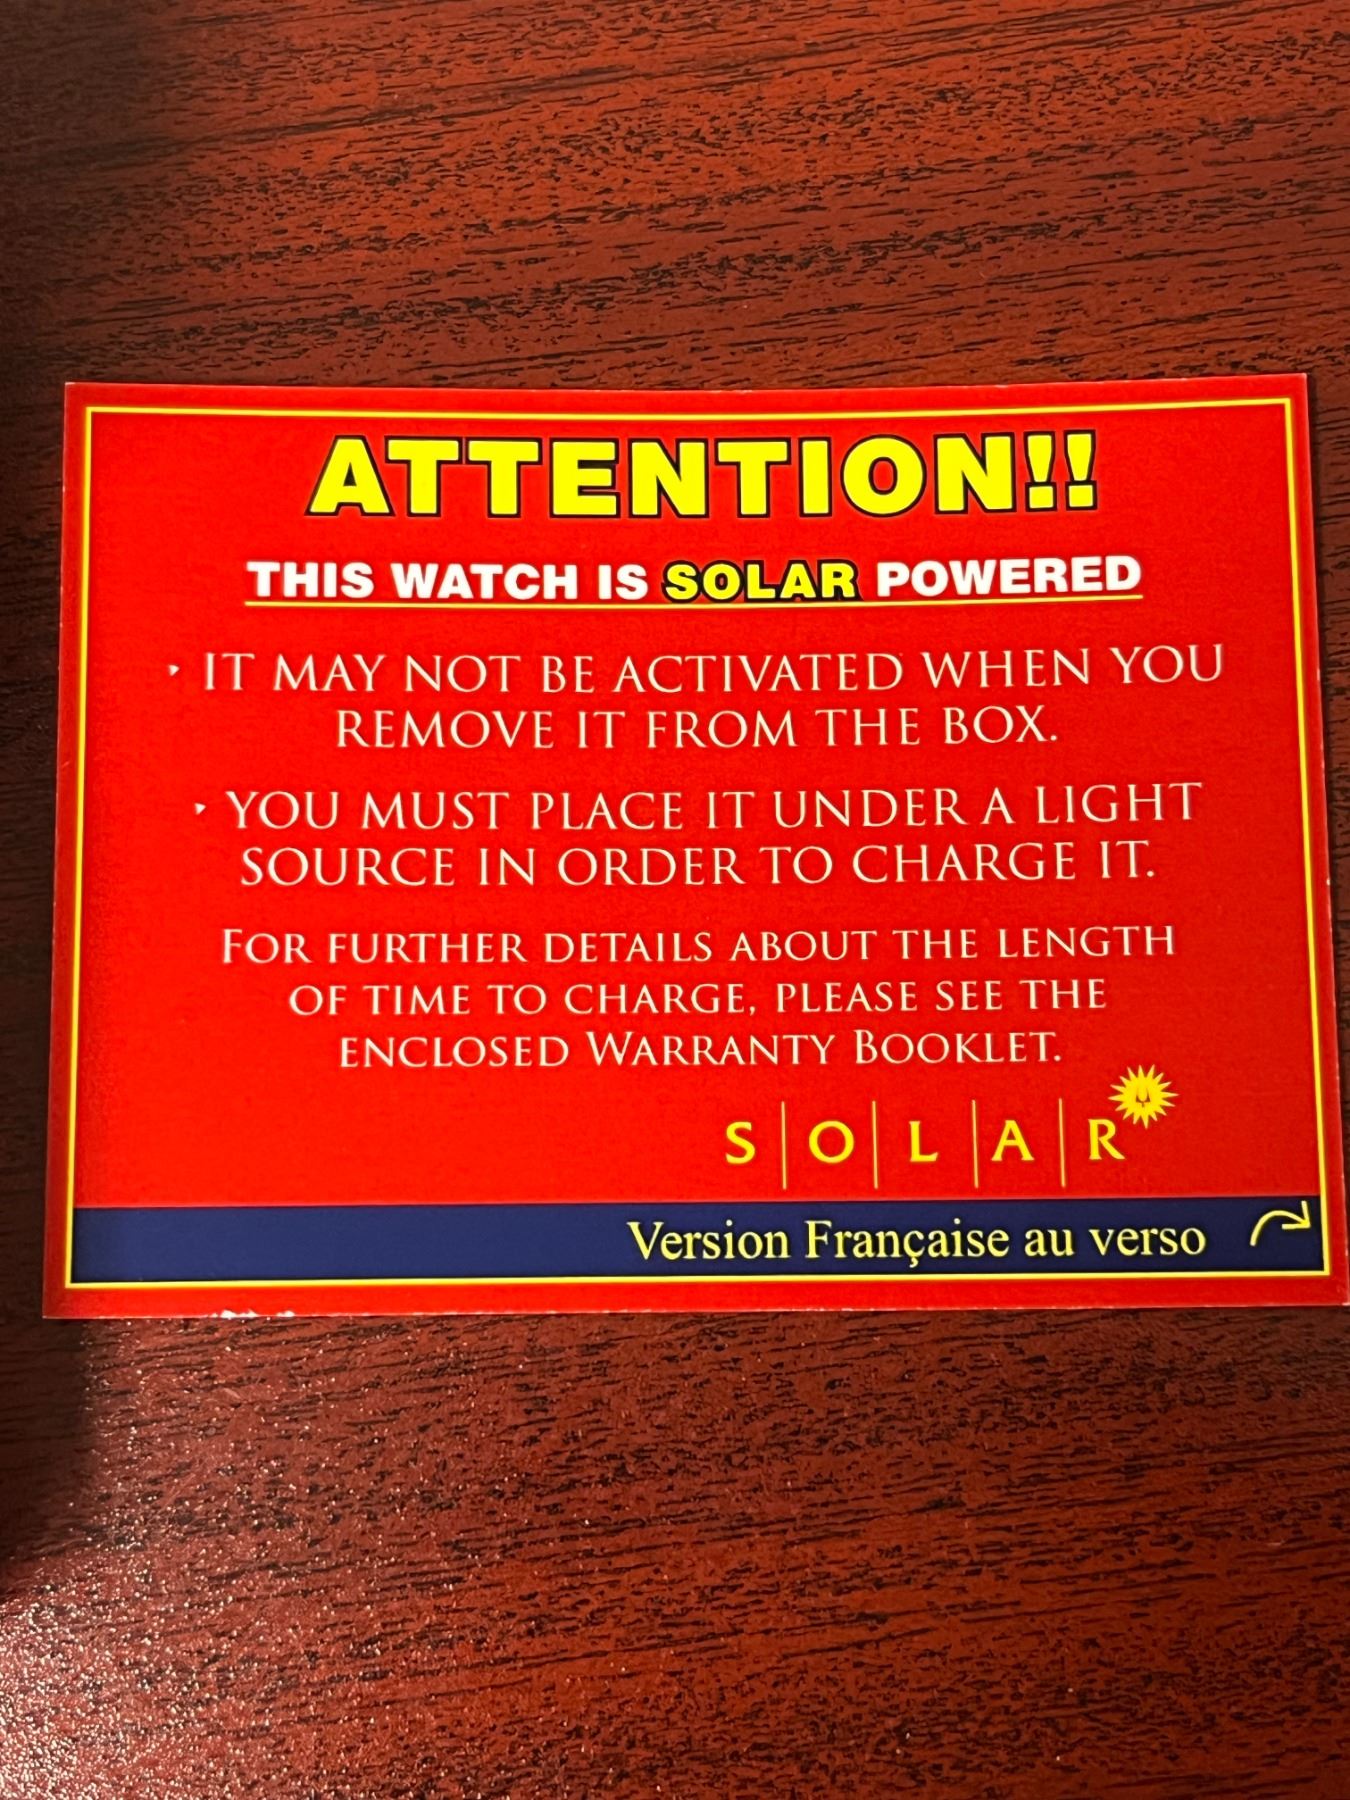 ATTENTION!!
THIS WATCH IS SOLAR POWERED
‣ IT MAY NOT BE ACTIVATED WHEN YOU
REMOVE IT FROM THE BOX.
‣ YOU MUST PLACE IT UNDER A LIGHT
SOURCE IN ORDER TO CHARGE IT.
FOR FURTHER DETAILS ABOUT THE LENGTH
OF TIME TO CHARGE, PLEASE SEE THE
ENCLOSED WARRANTY BOOKLET.
S|O|L|A|R
Version Française au verso